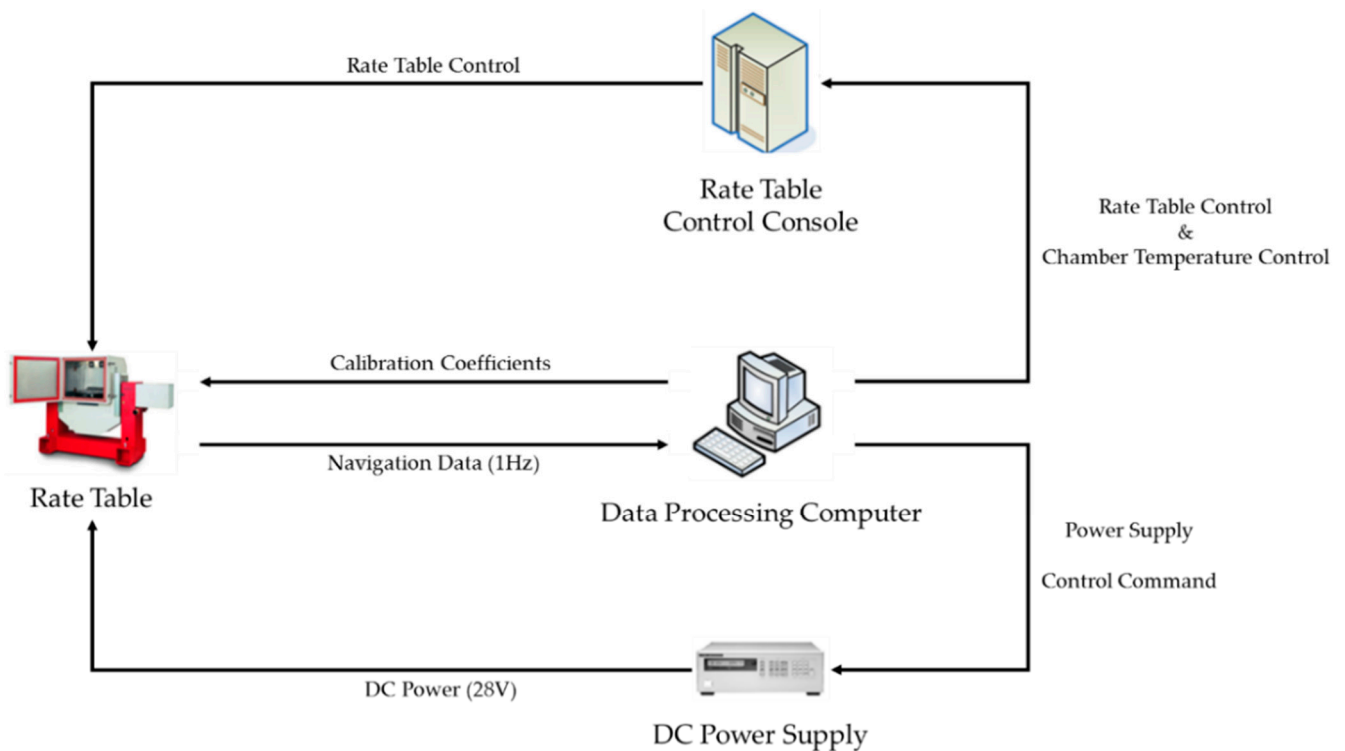 Rate Table Control
Rate Table
Control Console
Rate Table Control
&
Chamber Temperature Control
Calibration Coefficients
Navigation Data (1Hz)
Rate Table
Data Processing Computer
Power Supply
Control Command
DC Power (28V)
DC Power Supply